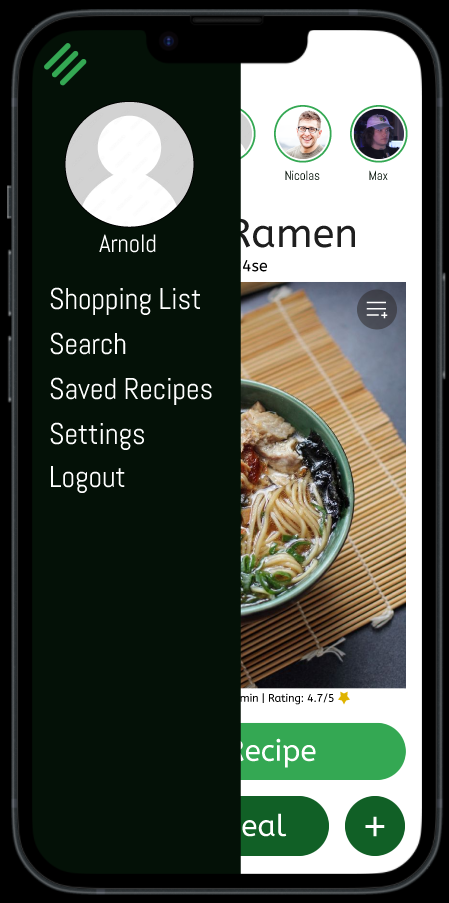 Nicolas
Max
Arnold
Ramen
4se
Shopping List
Search
Saved Recipes
Settings
Logout
min | Rating: 4.7/5
Recipe
eal
+